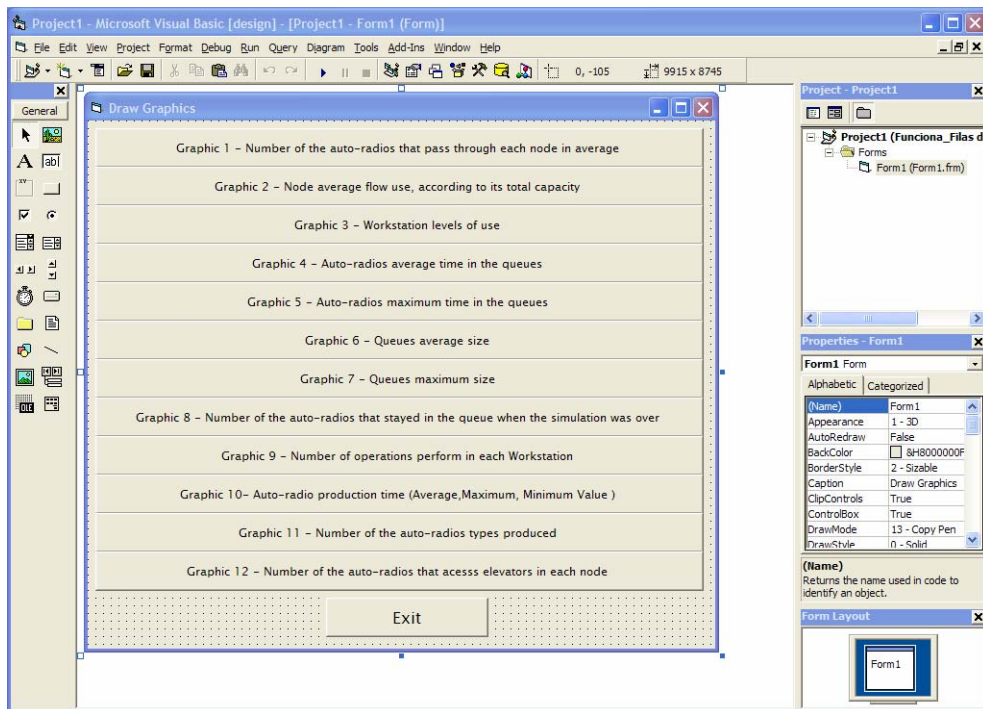 Project1 - Microsoft Visual Basic [design] - [Project1 - Form1 (Form)]
File Edit View Project Format Debug Run Query Diagram Tools Add-Ins Window Help
0, -105
9915 x 8745
General
A
ab|
XY
OLE
Draw Graphics
Graphic 1 - Number of the auto-radios that pass through each node in average
Graphic 2 - Node average flow use, according to its total capacity
Graphic 3 - Workstation levels of use
Graphic 4 - Auto-radios average time in the queues
Graphic 5 - Auto-radios maximum time in the queues
Graphic 6 - Queues average size
Graphic 7 - Queues maximum size
Graphic 8 - Number of the auto-radios that stayed in the queue when the simulation was over
Graphic 9 - Number of operations perform in each Workstation
Graphic 10- Auto-radio production time (Average,Maximum, Minimum Value )
Graphic 11 - Number of the auto-radios types produced
Graphic 12 - Number of the auto-radios that acesss elevators in each node
Exit
Project - Project1
Project1 (Funciona_Filas d
Forms
Form1 (Form1.frm)
Properties - Form1
Form1 Form
Alphabetic Categorized
(Name) Form1
Appearance 1 - 3D
AutoRedraw False
BackColor &H8000000F
BorderStyle 2 - Sizable
Caption Draw Graphics
ClipControls True
ControlBox True
DrawMode 13 - Copy Pen
DrawStyle 0 - Solid
(Name)
Returns the name used in code to
identify an object.
Form Layout
Form1